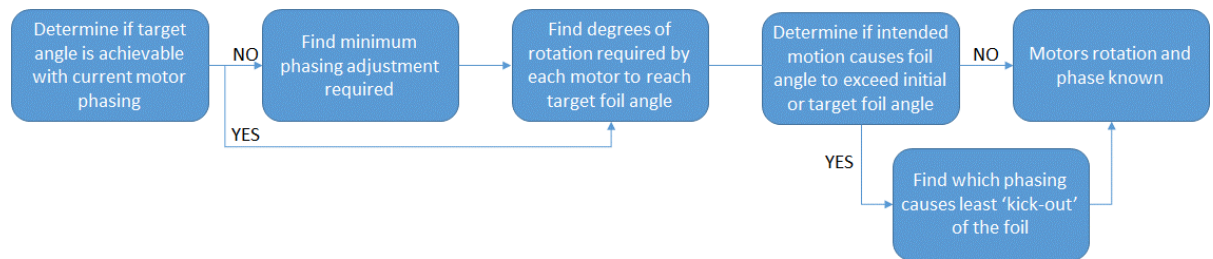 Determine if target
angle is achievable
with current motor
phasing
NO
YES
Find minimum
phasing adjustment
required
Find degrees of
rotation required by
each motor to reach
target foil angle
Determine if intended
motion causes foil
angle to exceed initial
or target foil angle
NO
YES
Motors rotation and
phase known
Find which phasing
causes least ‘kick-out’
of the foil